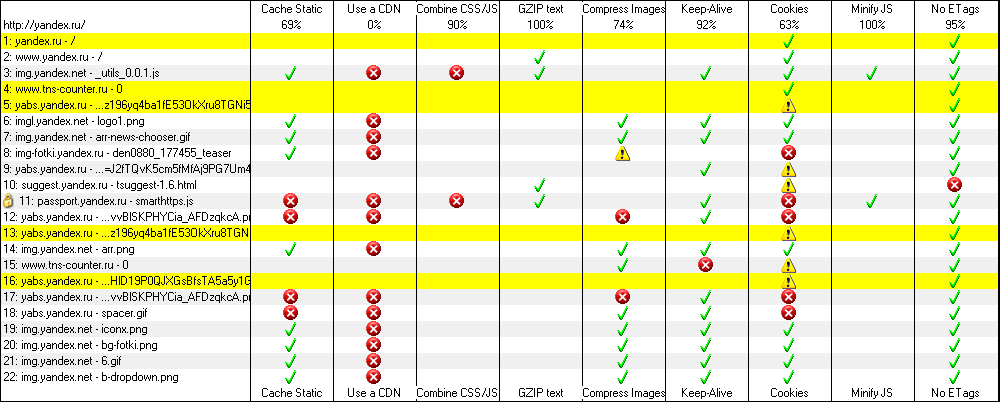 Cache Static Use a CDN Combine CSS/JS GZIP text Compress Images Keep-Alive Cookies Minify JS No ETags
http://yandex.ru/ 69% 0% 90% 100% 74% 92% 63% 100% 95%
1: yandex.ru - /
2: www.yandex.ru - /
3: img.yandex.net - _utils_0.0.1.js
4: www.tns-counter.ru - 0
5: yabs.yandex.ru - ...z196yq4ba1fE53OkXru8TGNi5
6: imgl.yandex.net - logo1.png
7: img.yandex.net - arr-news-chooser.gif
8: img-fotki.yandex.ru - den0880_177455_teaser
9: yabs.yandex.ru - ...=J2fTQvK5cm5fMfAj9PG7Um4
10: suggest.yandex.ru - tsuggest-1.6.html
11: passport.yandex.ru - smarthttps.js
12: yabs.yandex.ru - ...vvBISKPHYCia_AFDzqkcA.pr
13: yabs.yandex.ru - ...z196yq4ba1fE53OkXru8TGN
14: img.yandex.net - arr.png
15: www.tns-counter.ru - 0
16: yabs.yandex.ru - ...HID19P0QJXGsBfsTA5a5y1G
17: yabs.yandex.ru - ...vvBISKPHYCia_AFDzqkcA.pr
18: yabs.yandex.ru - spacer.gif
19: img.yandex.net - iconx.png
20: img.yandex.net - bg-fotki.png
21: img.yandex.net - 6.gif
22: img.yandex.net - b-dropdown.png
Cache Static Use a CDN Combine CSS/JS GZIP text Compress Images Keep-Alive Cookies Minify JS No ETags